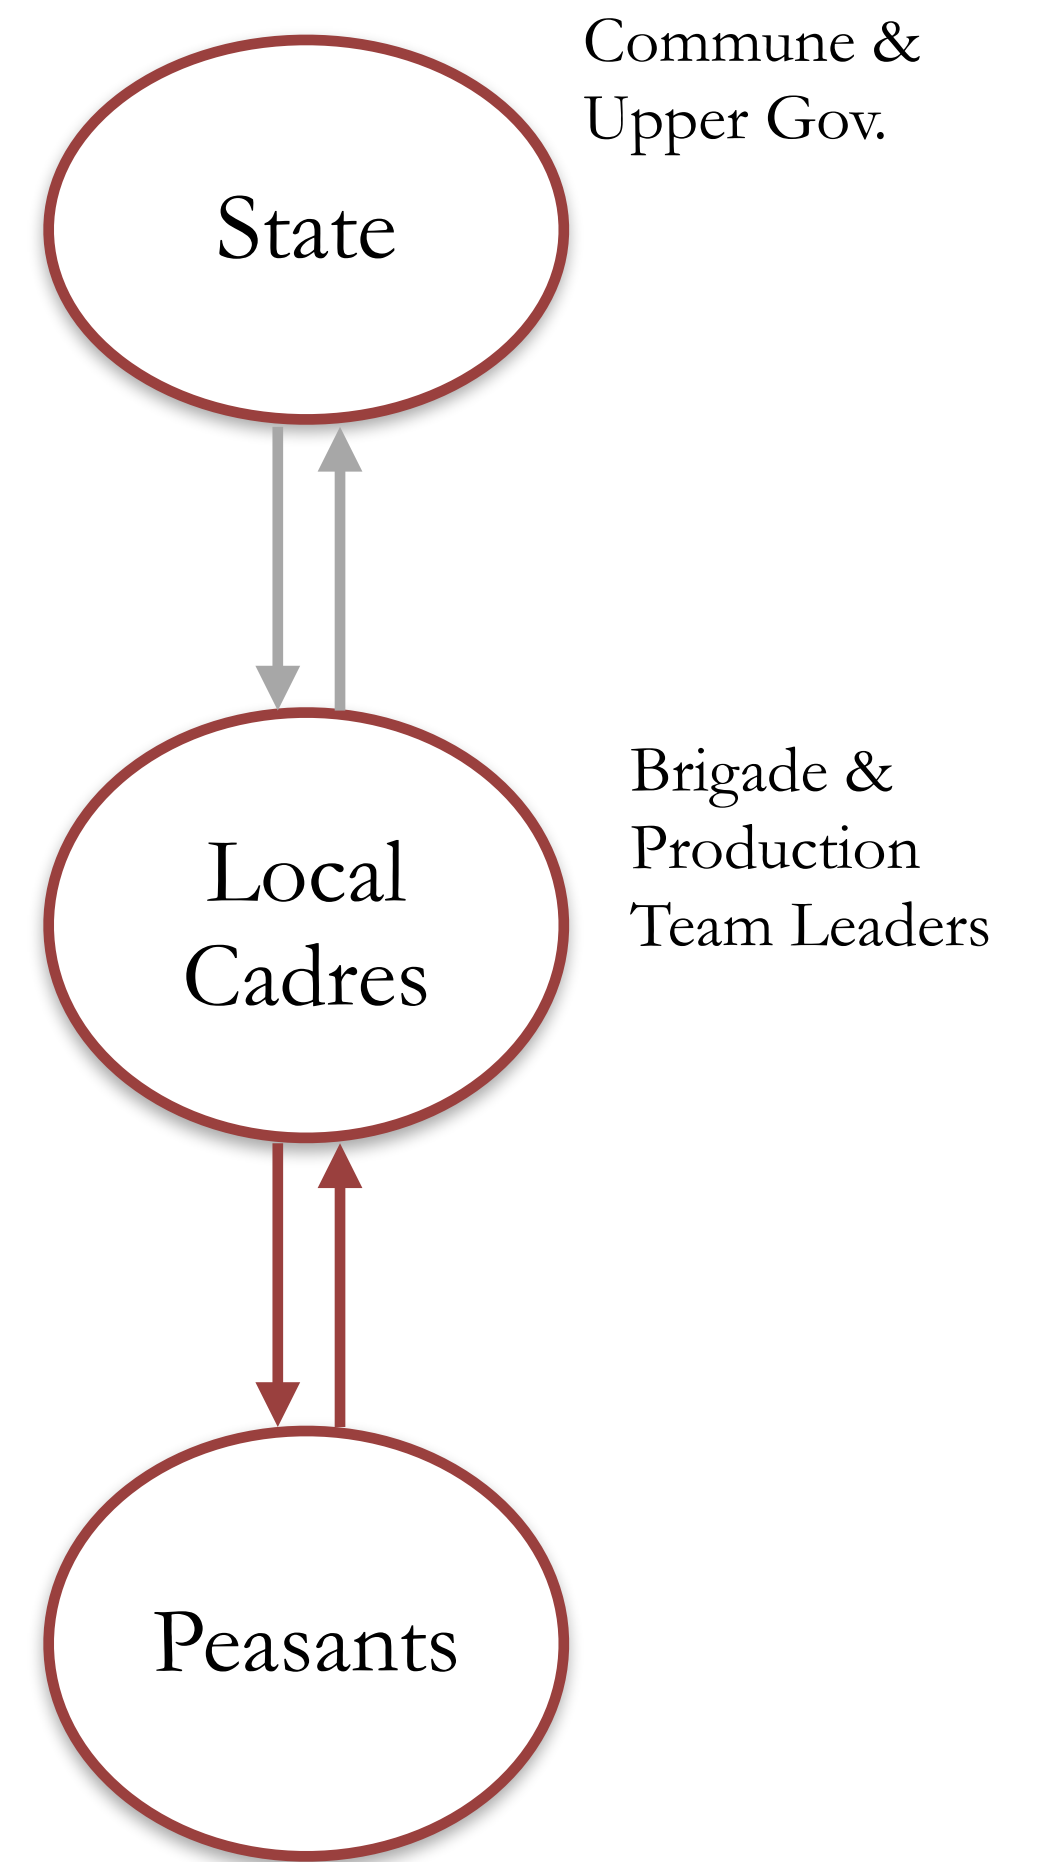 Commune &
Upper Gov.
State
Brigade &
Production
Team Leaders
Local
Cadres
Peasants